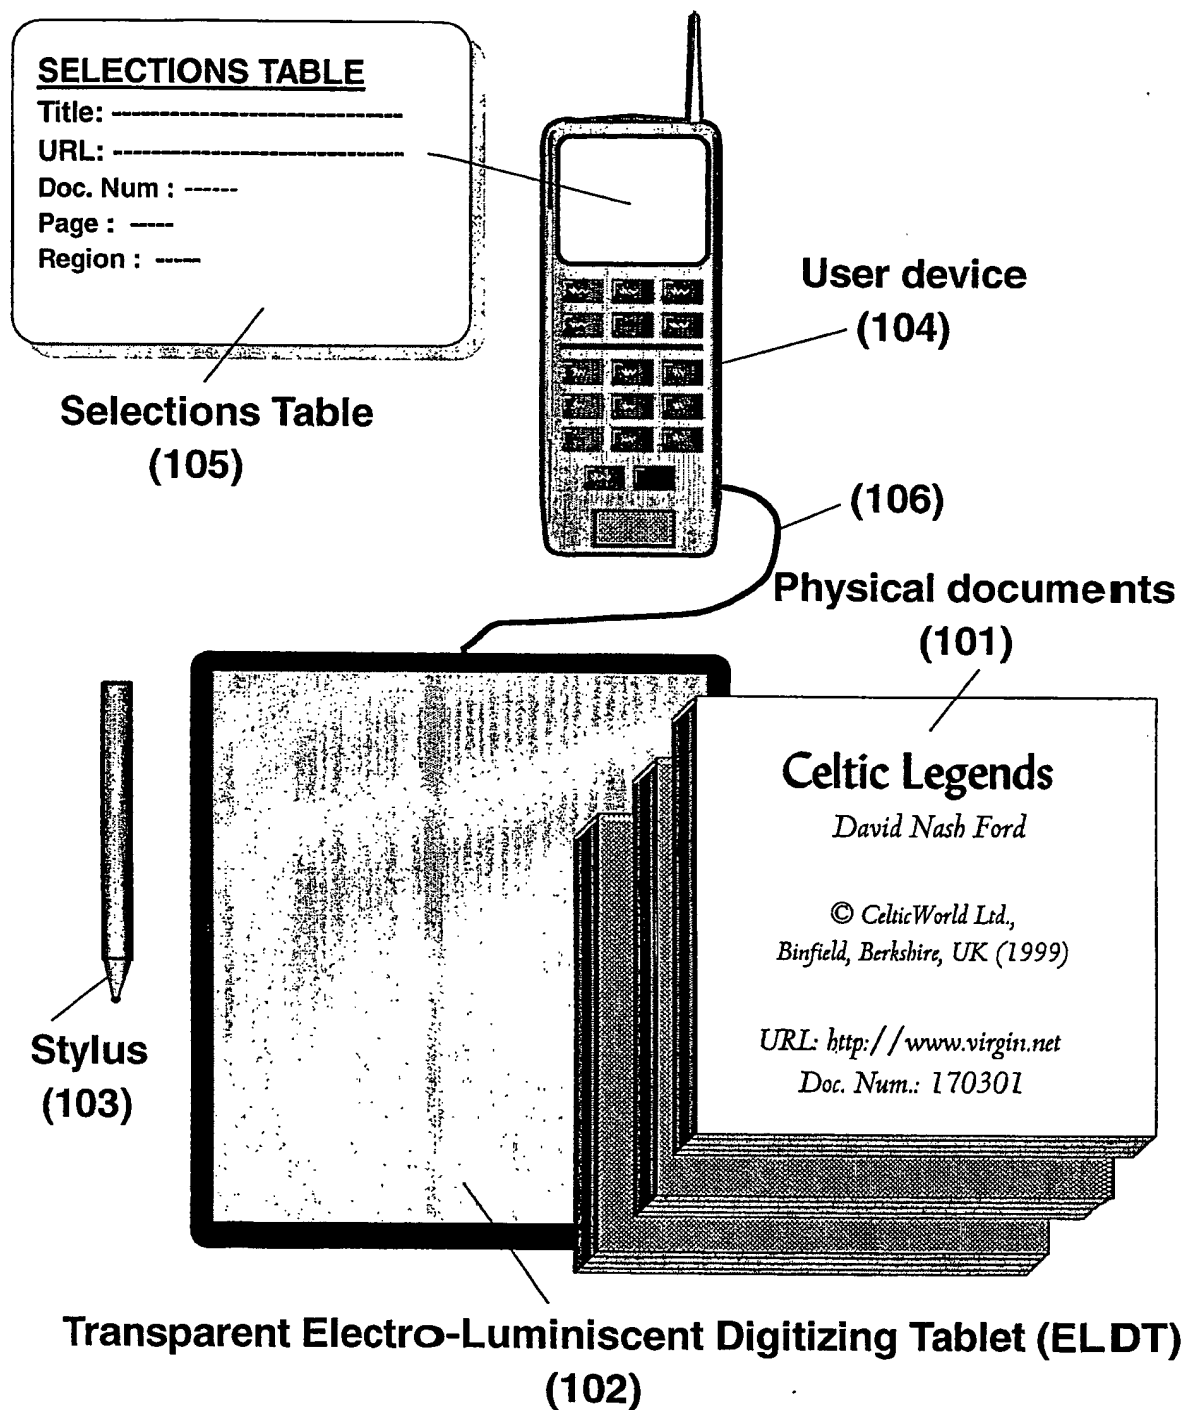 SELECTIONS TABLE
Title: -----------------------------
URL: -----------------------------
Doc. Num : ------
Page : -----
Region : -----
Selections Table
(105)
User device
(104)
(106)
Physical documents
(101)
Celtic Legends
David Nash Ford
© CelticWorld Ltd.,
Binfield, Berkshire, UK (1999)
URL: http://www.virgin.net
Doc. Num.: 170301
Stylus
(103)
Transparent Electro-Luminiscent Digitizing Tablet (ELDT)
(102)